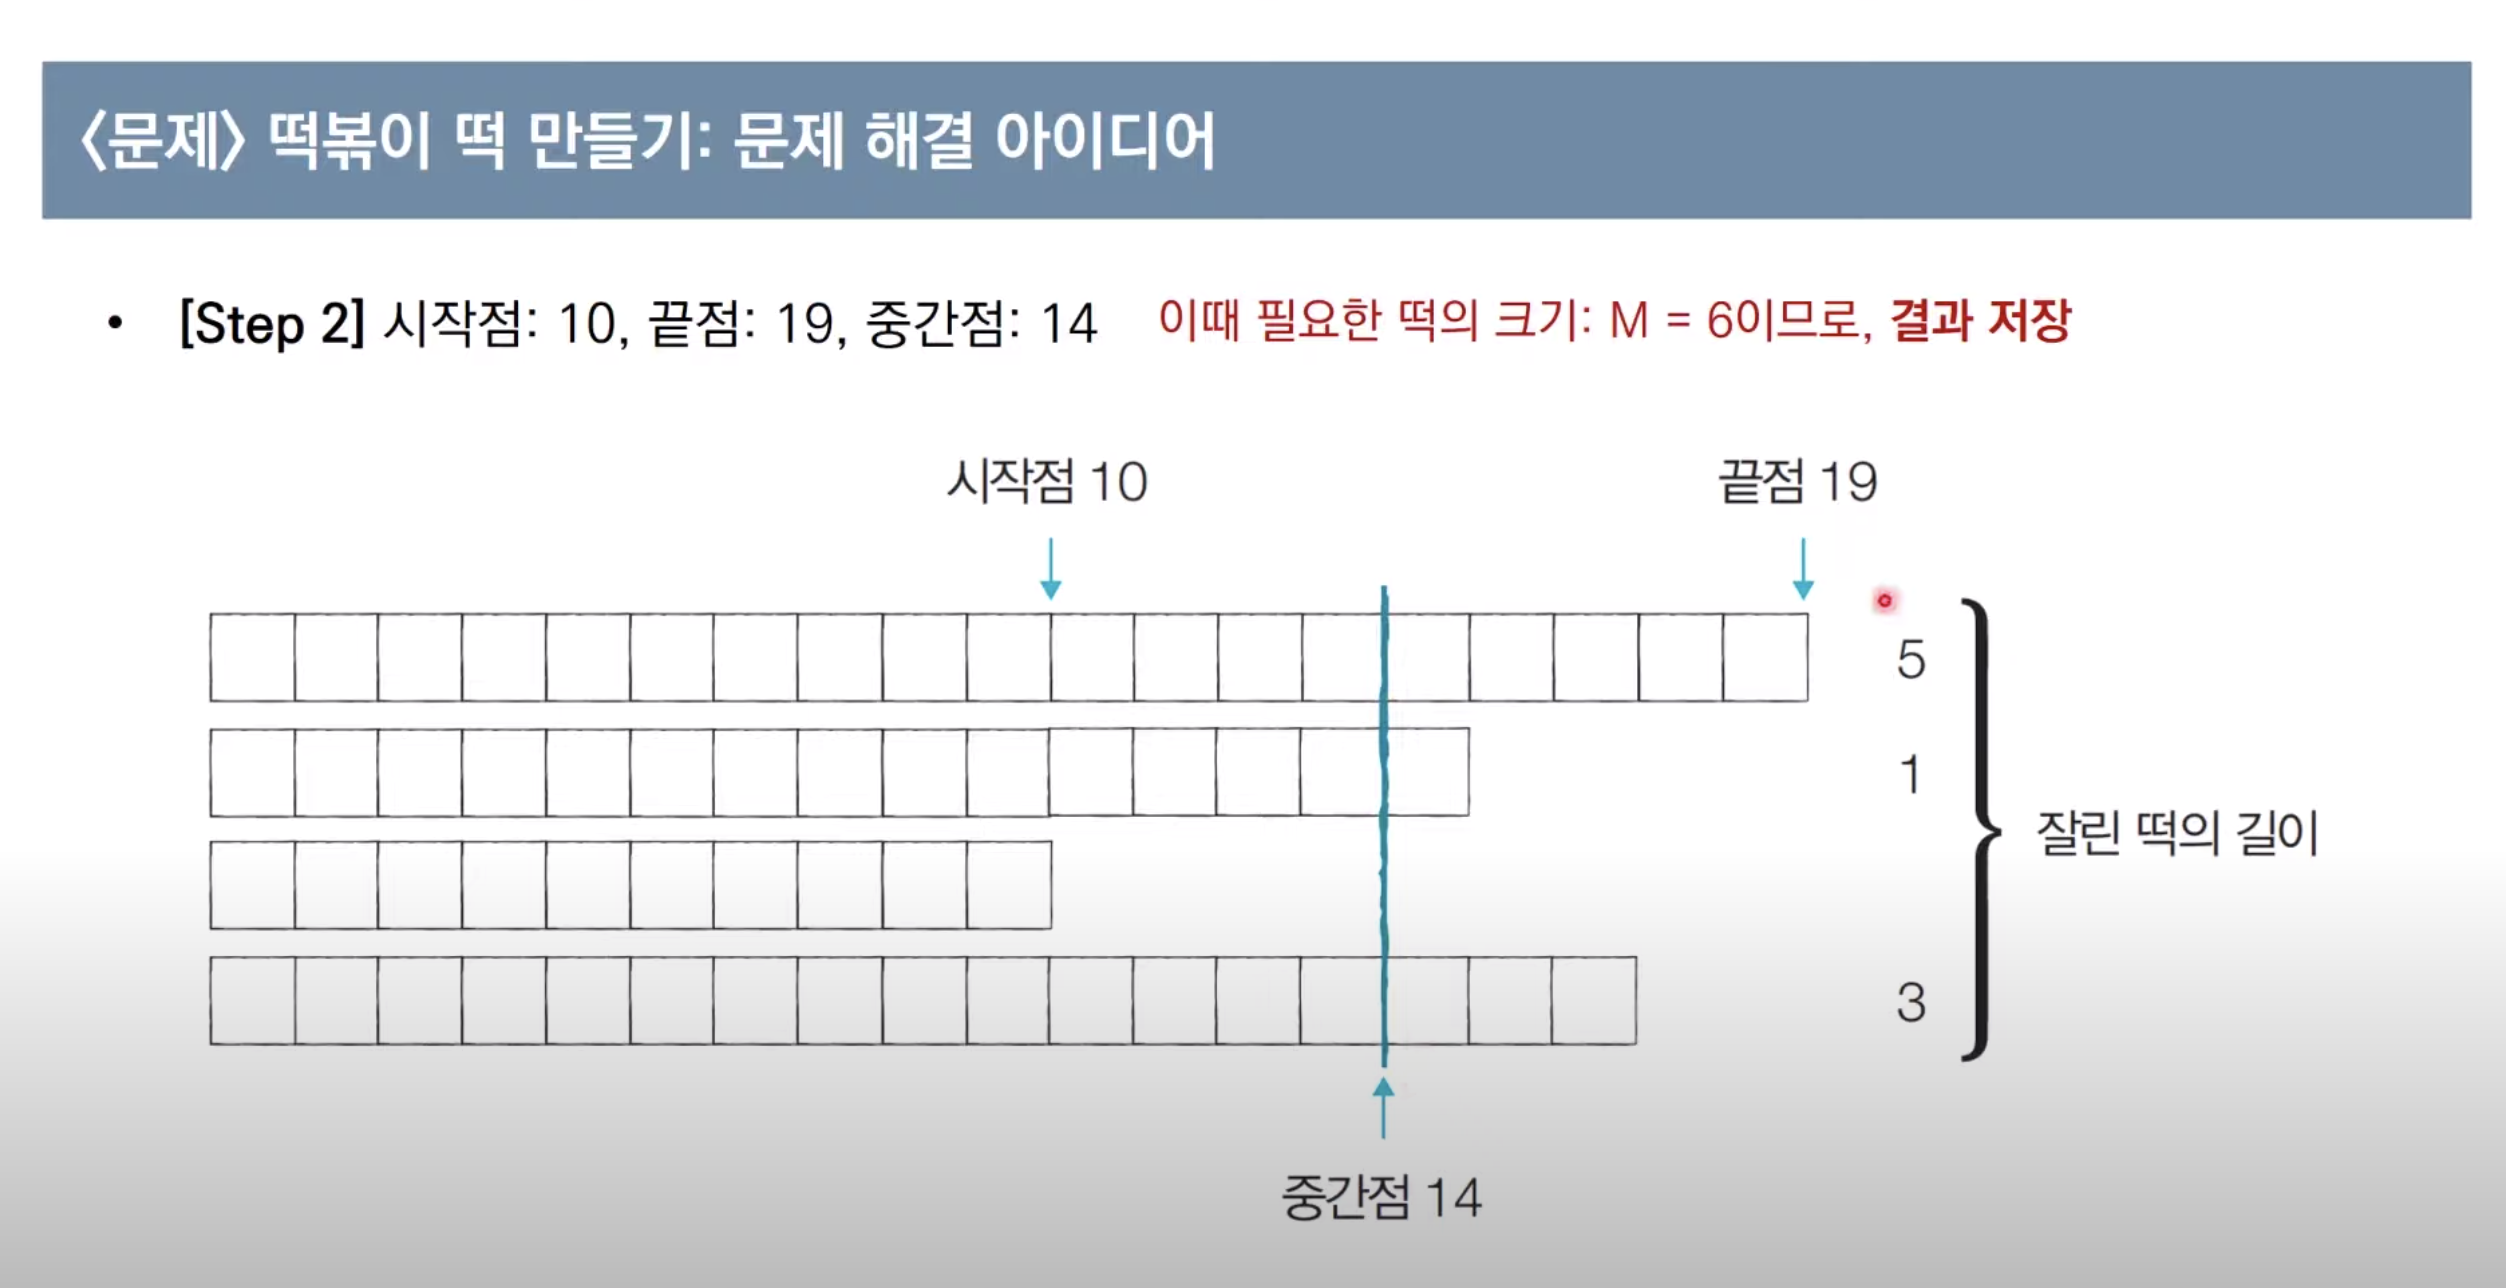 <문제> 떡볶이 떡 만들기: 문제 해결 아이디어
• [Step 2] 시작점: 10, 끝점: 19, 중간점: 14 이때 필요한 떡의 크기: M = 6이므로, 결과 저장
시작점 10 끝점 19
5
1
잘린 떡의 길이
3
중간점 14